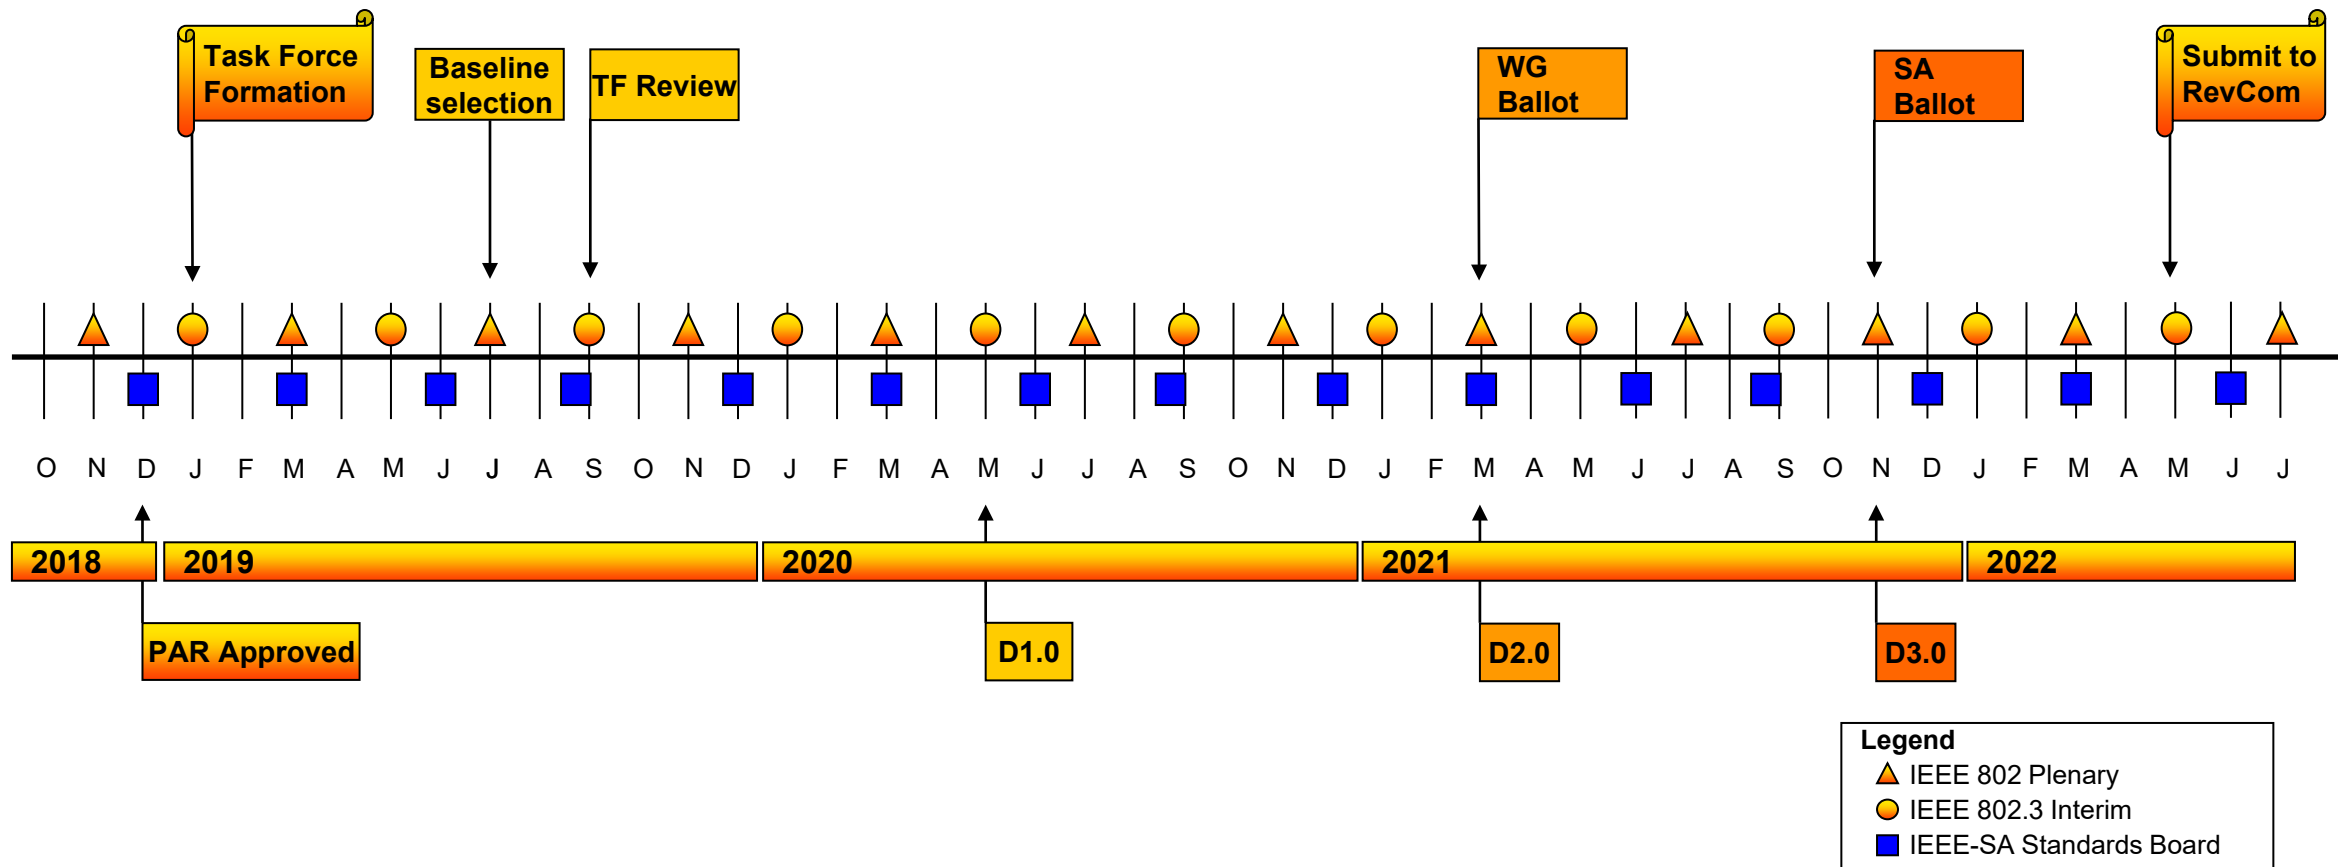 Task Force
Formation
Baseline
selection
TF Review
WG
Ballot
SA
Ballot
Submit to
RevCom
O N D J F M A M J J A S O N D J F M A M J J A S O N D J F M A M J J A S O N D J F M A M J J
2018 2019 2020 2021 2022
PAR Approved D1.0 D2.0 D3.0
Legend
IEEE 802 Plenary
IEEE 802.3 Interim
IEEE-SA Standards Board